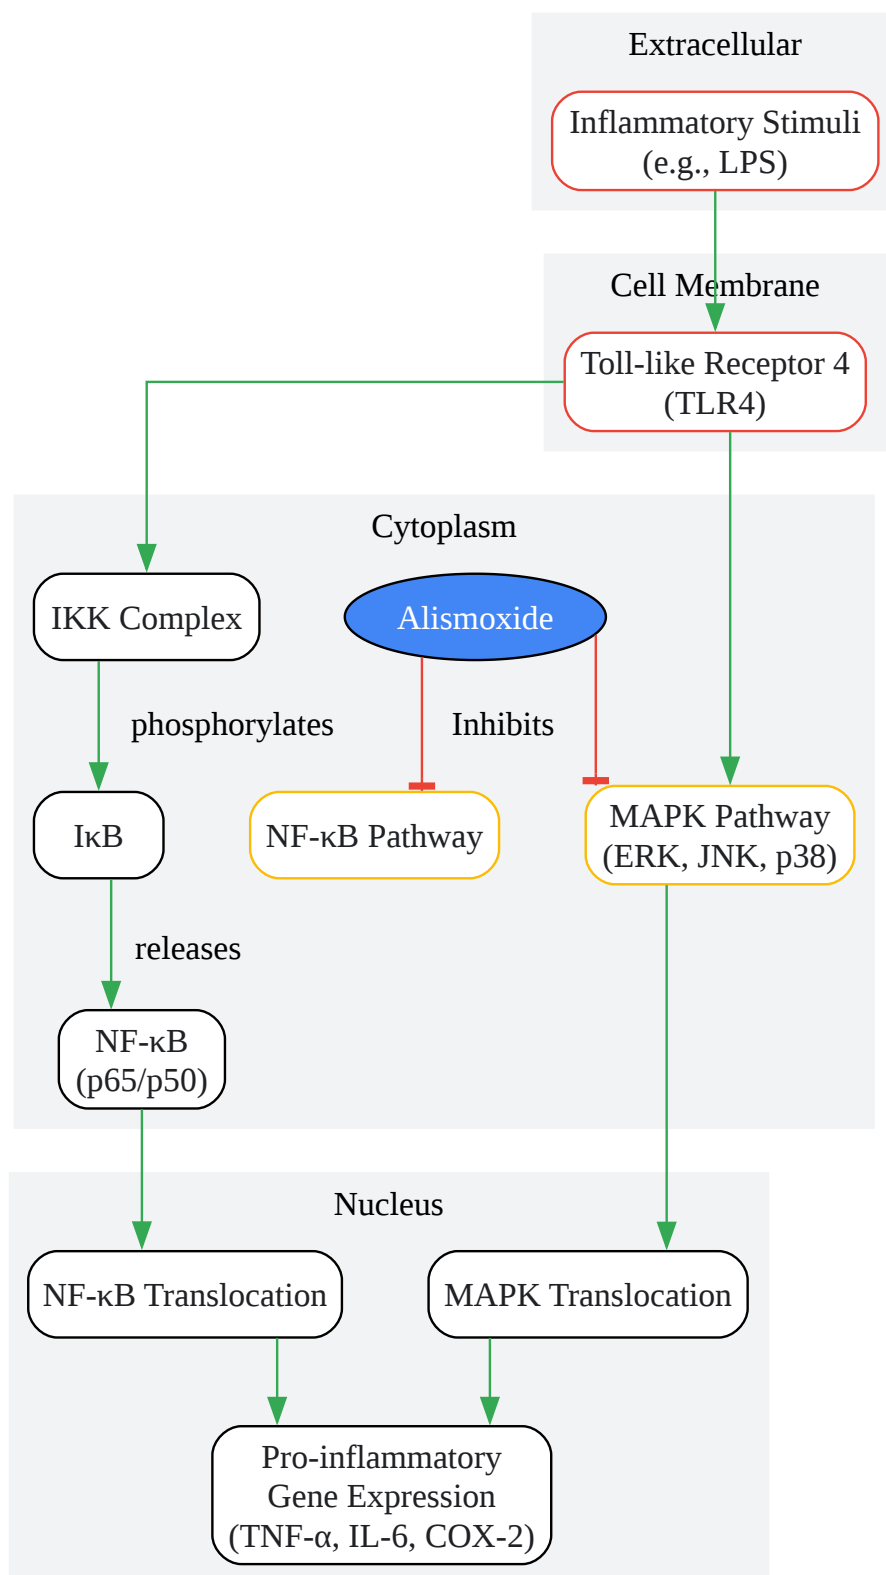 Extracellular
Inflammatory Stimuli
(e.g., LPS)
Cell Membrane
Toll-like Receptor 4
(TLR4)
Cytoplasm
IKK Complex
Alismoxide
phosphorylates
Inhibits
IκB
NF-κB Pathway
MAPK Pathway
(ERK, JNK, p38)
releases
NF-κB
(p65/p50)
Nucleus
NF-κB Translocation
MAPK Translocation
Pro-inflammatory
Gene Expression
(TNF-α, IL-6, COX-2)